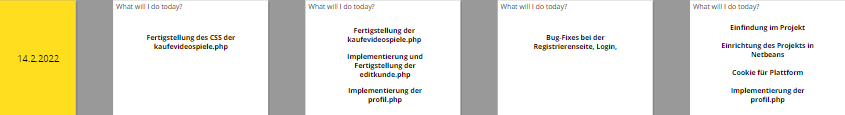 14.2.2022
What will I do today?
Fertigstellung des CSS der
kaufevideospiele.php
What will I do today?
Fertigstellung der
kaufevideospiele.php
Implementierung und
Fertigstellung der
editkunde.php
Implementierung der
profil.php
What will I do today?
Bug-Fixes bei der
Registrierenseite, Login,
What will I do today?
Einfindung im Projekt
Einrichtung des Projekts in
Netbeans
Cookie für Plattform
Implementierung der
profil.php